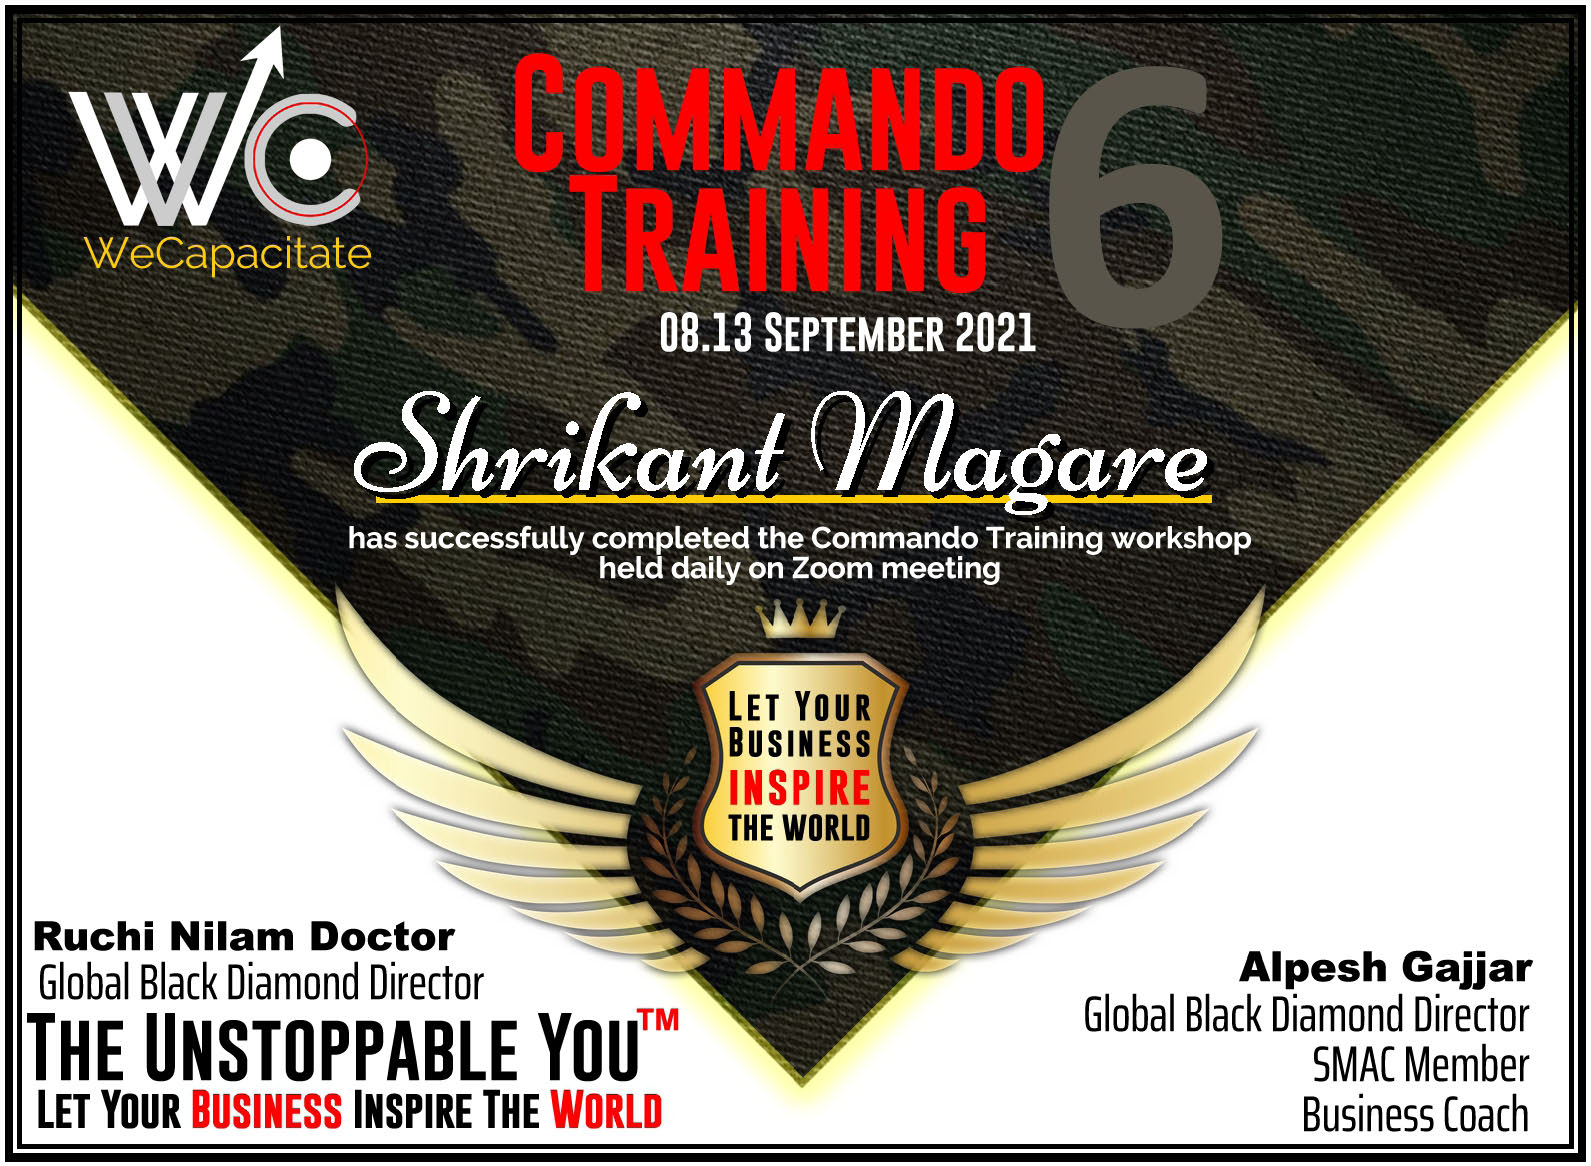 WC
WeCapacitate
COMMANDO
TRAINING
6
08.13 SEPTEMBER 2021
Shrikant Magare
has successfully completed the Commando Training workshop
held daily on Zoom meeting
LET YOUR
BUSINESS
INSPIRE
THE WORLD
Ruchi Nilam Doctor
Global Black Diamond Director
THE UNSTOPPABLE YOU™
LET YOUR BUSINESS INSPIRE THE WORLD
Alpesh Gajjar
Global Black Diamond Director
SMAC Member
Business Coach